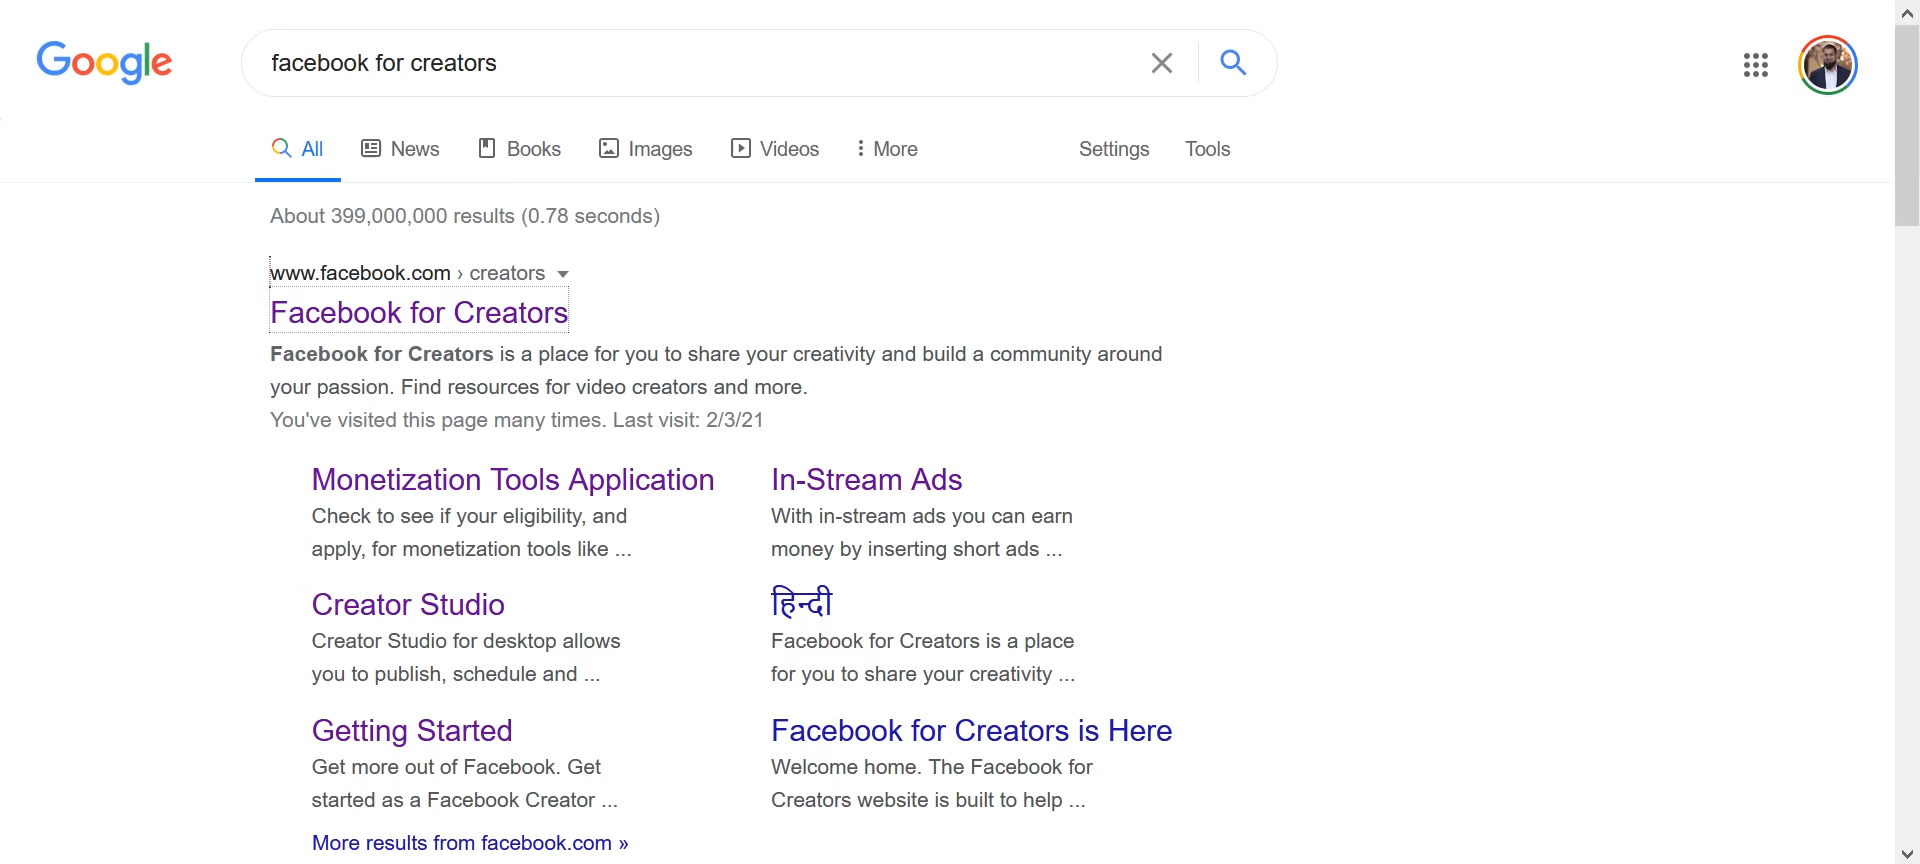 Google
facebook for creators
All News Books Images Videos More Settings Tools
About 399,000,000 results (0.78 seconds)
www.facebook.com › creators
Facebook for Creators
Facebook for Creators is a place for you to share your creativity and build a community around
your passion. Find resources for video creators and more.
You've visited this page many times. Last visit: 2/3/21
Monetization Tools Application
Check to see if your eligibility, and
apply, for monetization tools like ...
In-Stream Ads
With in-stream ads you can earn
money by inserting short ads ...
Creator Studio
Creator Studio for desktop allows
you to publish, schedule and ...
हिन्दी
Facebook for Creators is a place
for you to share your creativity ...
Getting Started
Get more out of Facebook. Get
started as a Facebook Creator ...
Facebook for Creators is Here
Welcome home. The Facebook for
Creators website is built to help ...
More results from facebook.com »